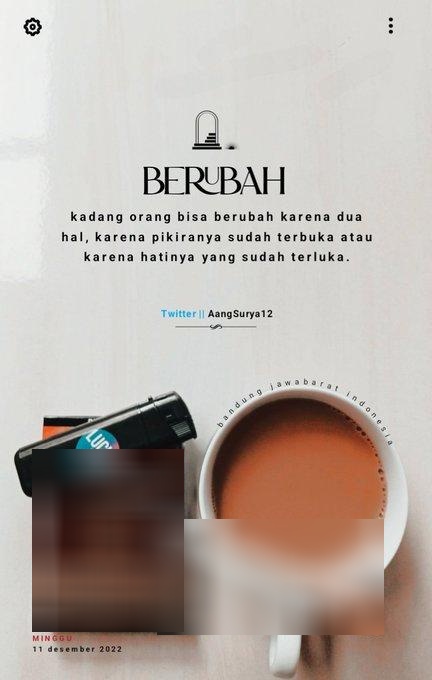 BERUBAH
kadang orang bisa berubah karena dua
hal, karena pikiranya sudah terbuka atau
karena hatinya yang sudah terluka.
Twitter || AangSurya12
bandung jawabarat indonesia
MINGGU
11 desember 2022